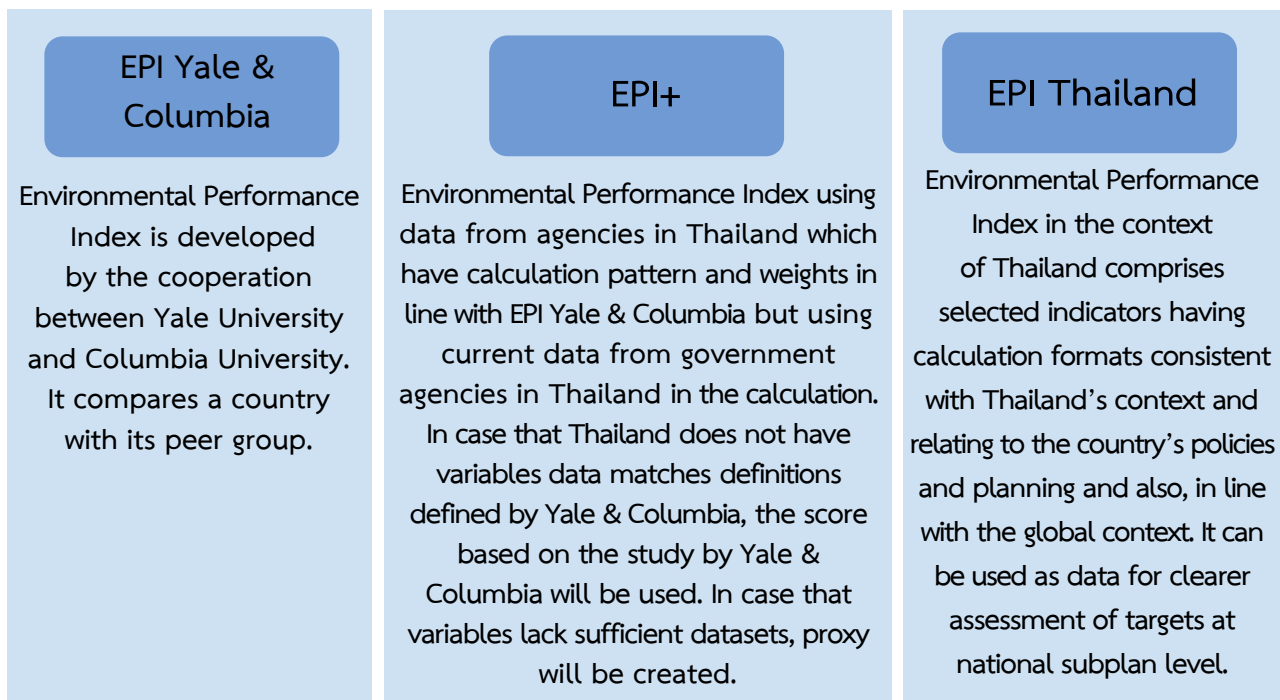 EPI Yale &
Columbia
Environmental Performance
Index is developed
by the cooperation
between Yale University
and Columbia University.
It compares a country
with its peer group.
EPI+
Environmental Performance Index using
data from agencies in Thailand which
have calculation pattern and weights in
line with EPI Yale & Columbia but using
current data from government
agencies in Thailand in the calculation.
In case that Thailand does not have
variables data matches definitions
defined by Yale & Columbia, the score
based on the study by Yale &
Columbia will be used. In case that
variables lack sufficient datasets, proxy
will be created.
EPI Thailand
Environmental Performance
Index in the context
of Thailand comprises
selected indicators having
calculation formats consistent
with Thailand’s context and
relating to the country’s policies
and planning and also, in line
with the global context. It can
be used as data for clearer
assessment of targets at
national subplan level.